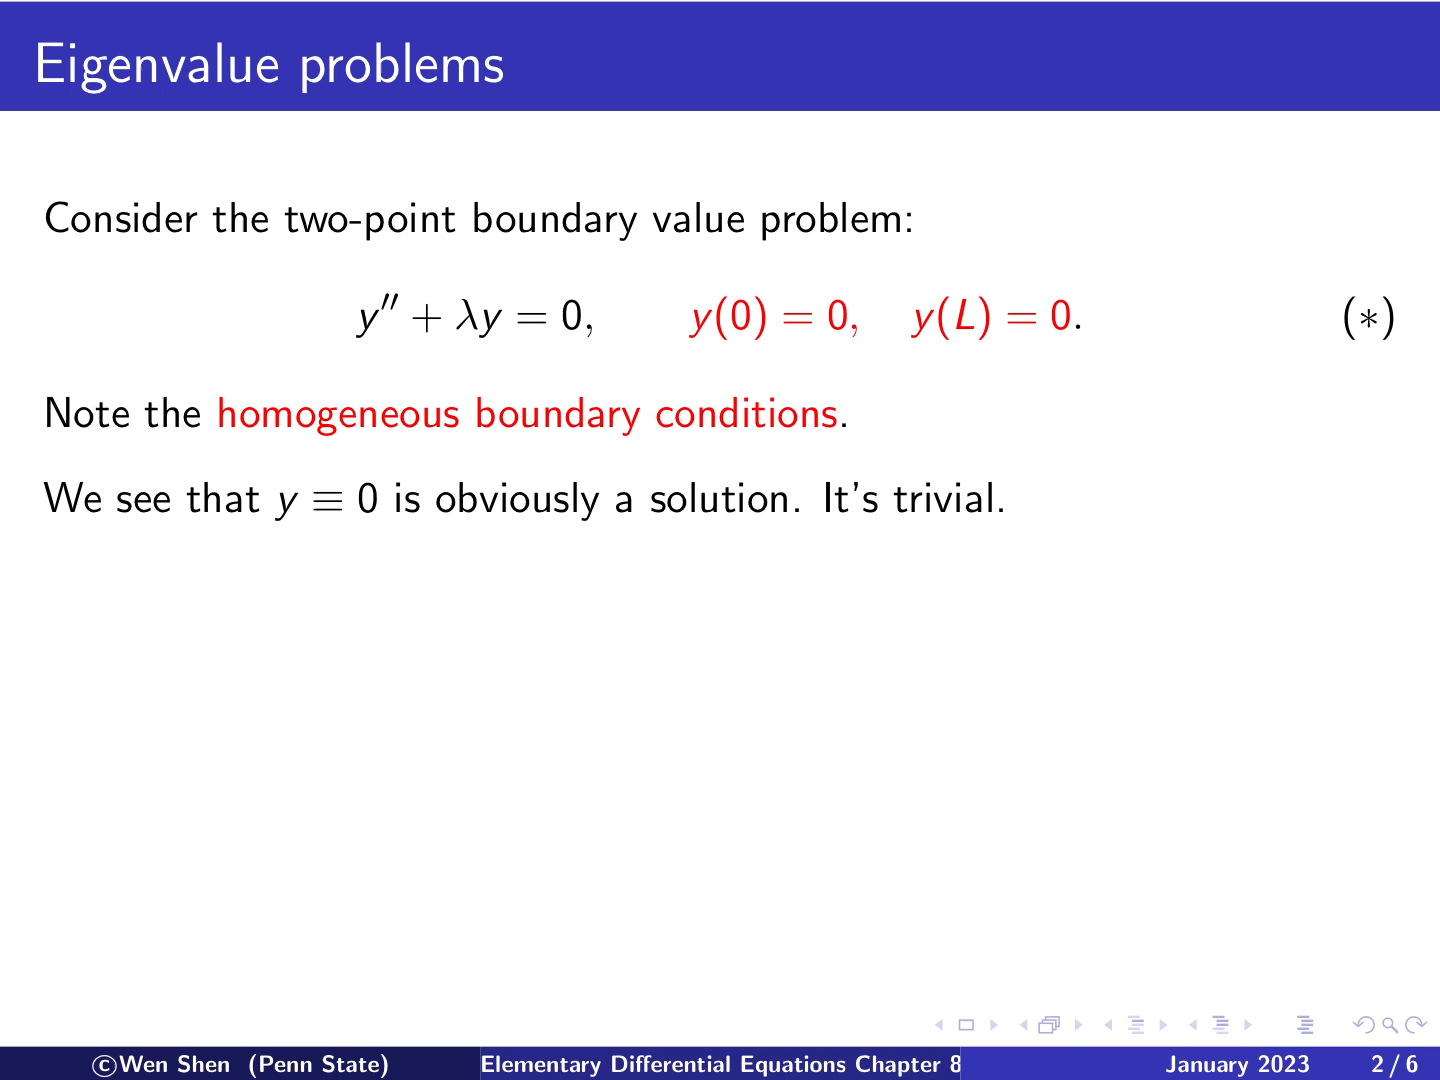 Eigenvalue problems
Consider the two-point boundary value problem:
y″ + λy = 0, y(0) = 0, y(L) = 0. (∗)
Note the homogeneous boundary conditions.
We see that y ≡ 0 is obviously a solution. It's trivial.
©Wen Shen (Penn State) Elementary Differential Equations Chapter 8 January 2023 2 / 6